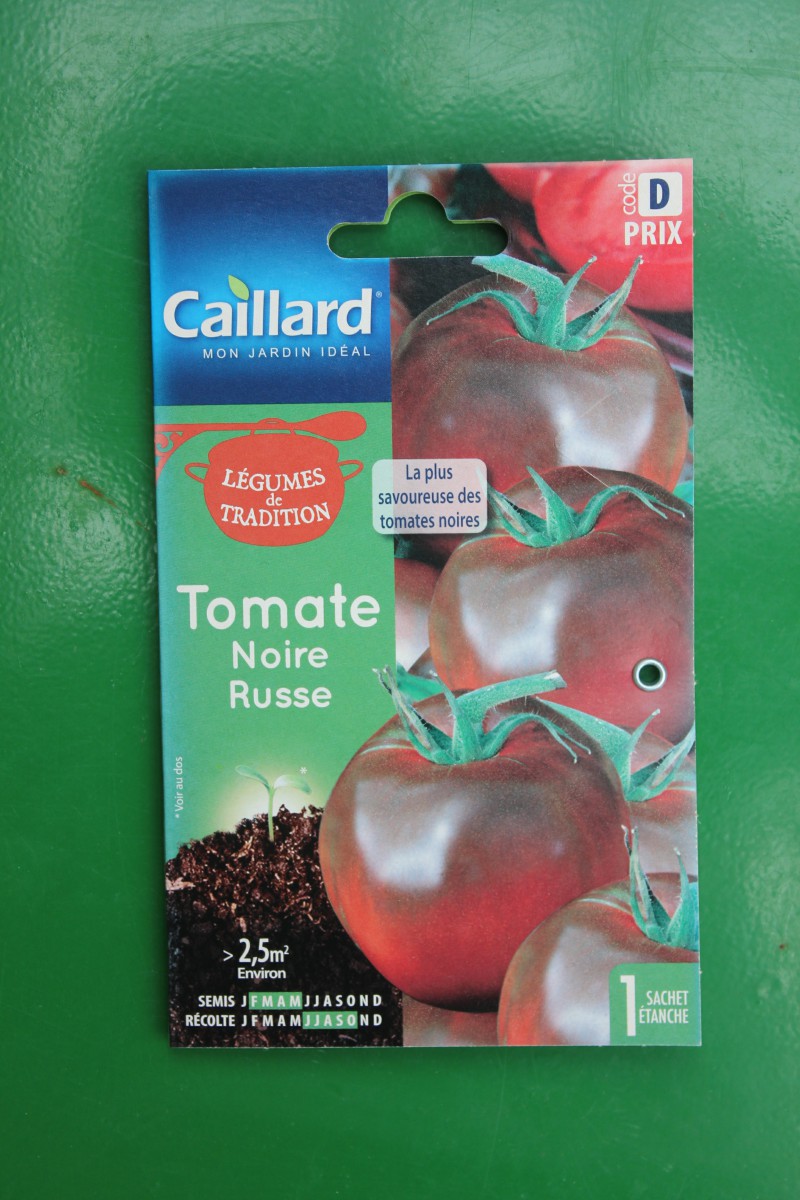 code D
PRIX
Caillard®
MON JARDIN IDÉAL
LÉGUMES
de
TRADITION
La plus
savoureuse des
tomates noires
Tomate
Noire
Russe
* Voir au dos
*
> 2,5m²
Environ
SEMIS J F M A M J J A S O N D
RÉCOLTE J F M A M J J A S O N D
1 SACHET
ÉTANCHE